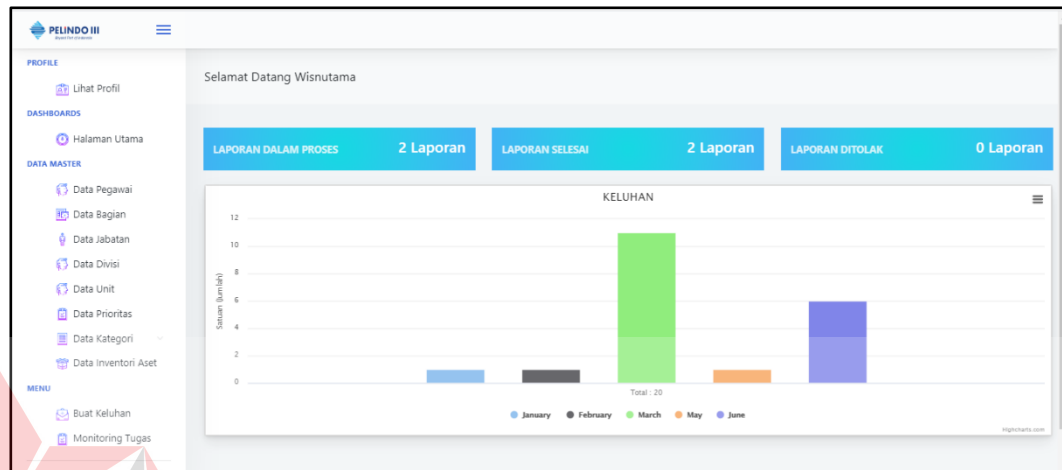 PELINDO III
PROFILE
Lihat Profil
DASHBOARDS
Halaman Utama
DATA MASTER
Data Pegawai
Data Bagian
Data Jabatan
Data Divisi
Data Unit
Data Prioritas
Data Kategori
Data Inventori Aset
MENU
Buat Keluhan
Monitoring Tugas
Selamat Datang Wisnutama
LAPORAN DALAM PROSES 2 Laporan
LAPORAN SELESAI 2 Laporan
LAPORAN DITOLAK 0 Laporan
KELUHAN
Satuan (Jumlah)
12
10
8
6
4
2
0
Total : 20
January February March May June
Highcharts.com